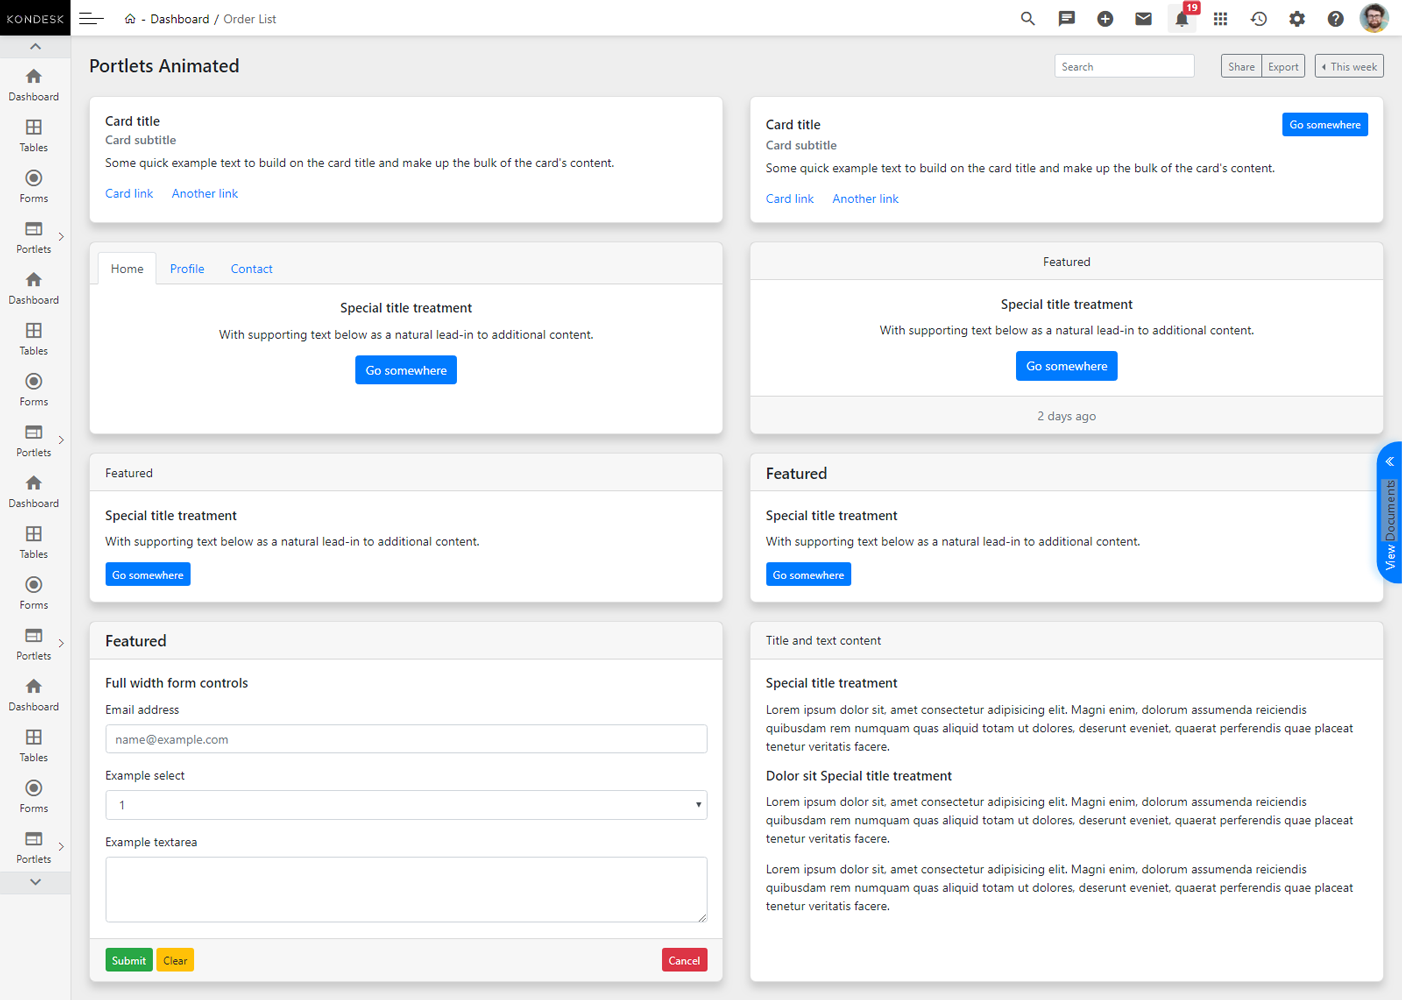 KONDESK
- Dashboard / Order List
19
Dashboard
Tables
Forms
Portlets
Dashboard
Tables
Forms
Portlets
Dashboard
Tables
Forms
Portlets
Dashboard
Tables
Forms
Portlets
Portlets Animated
Search
Share
Export
This week
Card title
Card subtitle
Some quick example text to build on the card title and make up the bulk of the card's content.
Card link Another link
Card title
Go somewhere
Card subtitle
Some quick example text to build on the card title and make up the bulk of the card's content.
Card link Another link
Home Profile Contact
Special title treatment
With supporting text below as a natural lead-in to additional content.
Go somewhere
Featured
Special title treatment
With supporting text below as a natural lead-in to additional content.
Go somewhere
2 days ago
Featured
Special title treatment
With supporting text below as a natural lead-in to additional content.
Go somewhere
Featured
Special title treatment
With supporting text below as a natural lead-in to additional content.
Go somewhere
View Documents
Featured
Full width form controls
Email address
name@example.com
Example select
1
Example textarea
Submit Clear Cancel
Title and text content
Special title treatment
Lorem ipsum dolor sit, amet consectetur adipisicing elit. Magni enim, dolorum assumenda reiciendis
quibusdam rem numquam quas aliquid totam ut dolores, deserunt eveniet, quaerat perferendis quae placeat
tenetur veritatis facere.
Dolor sit Special title treatment
Lorem ipsum dolor sit, amet consectetur adipisicing elit. Magni enim, dolorum assumenda reiciendis
quibusdam rem numquam quas aliquid totam ut dolores, deserunt eveniet, quaerat perferendis quae placeat
tenetur veritatis facere.
Lorem ipsum dolor sit, amet consectetur adipisicing elit. Magni enim, dolorum assumenda reiciendis
quibusdam rem numquam quas aliquid totam ut dolores, deserunt eveniet, quaerat perferendis quae placeat
tenetur veritatis facere.